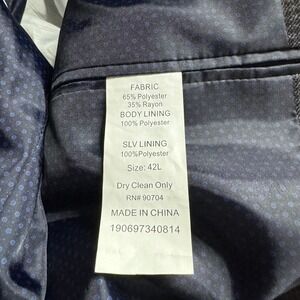 FABRIC
65% Polyester
35% Rayon
BODY LINING
100% Polyester
SLV LINING
100%Polyester
Size: 42L
Dry Clean Only
RN# 90704
MADE IN CHINA
190697340814